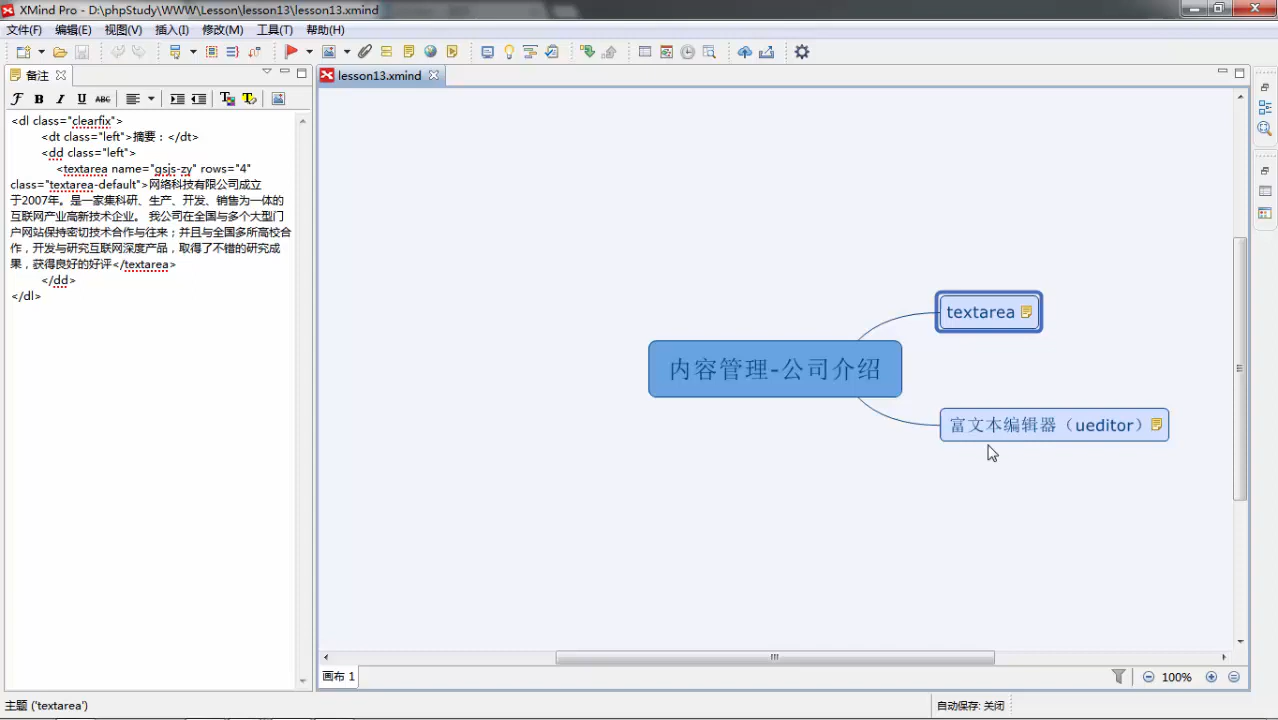 XMind Pro - D:\phpStudy\WWW\Lesson\lesson13\lesson13.xmind
文件(F) 编辑(E) 视图(V) 插入(I) 修改(M) 工具(T) 帮助(H)
备注
lesson13.xmind
B I U ABC
<dl class="clearfix">
<dt class="left">摘要：</dt>
<dd class="left">
<textarea name="gsjs-zy" rows="4"
class="textarea-default">网络科技有限公司成立
于2007年。是一家集科研、生产、开发、销售为一体的
互联网产业高新技术企业。 我公司在全国与多个大型门
户网站保持密切技术合作与往来；并且与全国多所高校合
作，开发与研究互联网深度产品，取得了不错的研究成
果，获得良好的好评</textarea>
</dd>
</dl>
textarea
内容管理-公司介绍
富文本编辑器（ueditor）
画布 1
100%
主题 ('textarea')
自动保存: 关闭